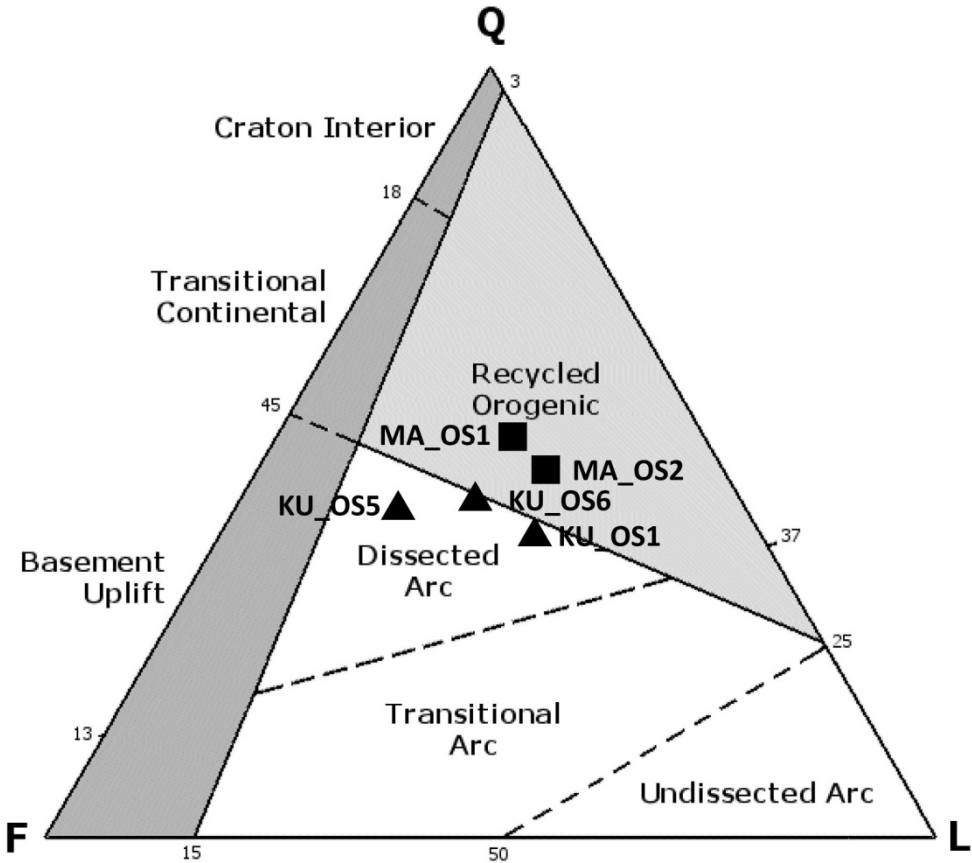 Q
3
Craton Interior
18
Transitional
Continental
Recycled
Orogenic
45
MA_OS1
MA_OS2
KU_OS5
KU_OS6
KU_OS1
37
Dissected
Arc
Basement
Uplift
25
Transitional
Arc
13
Undissected Arc
F
L
15
50